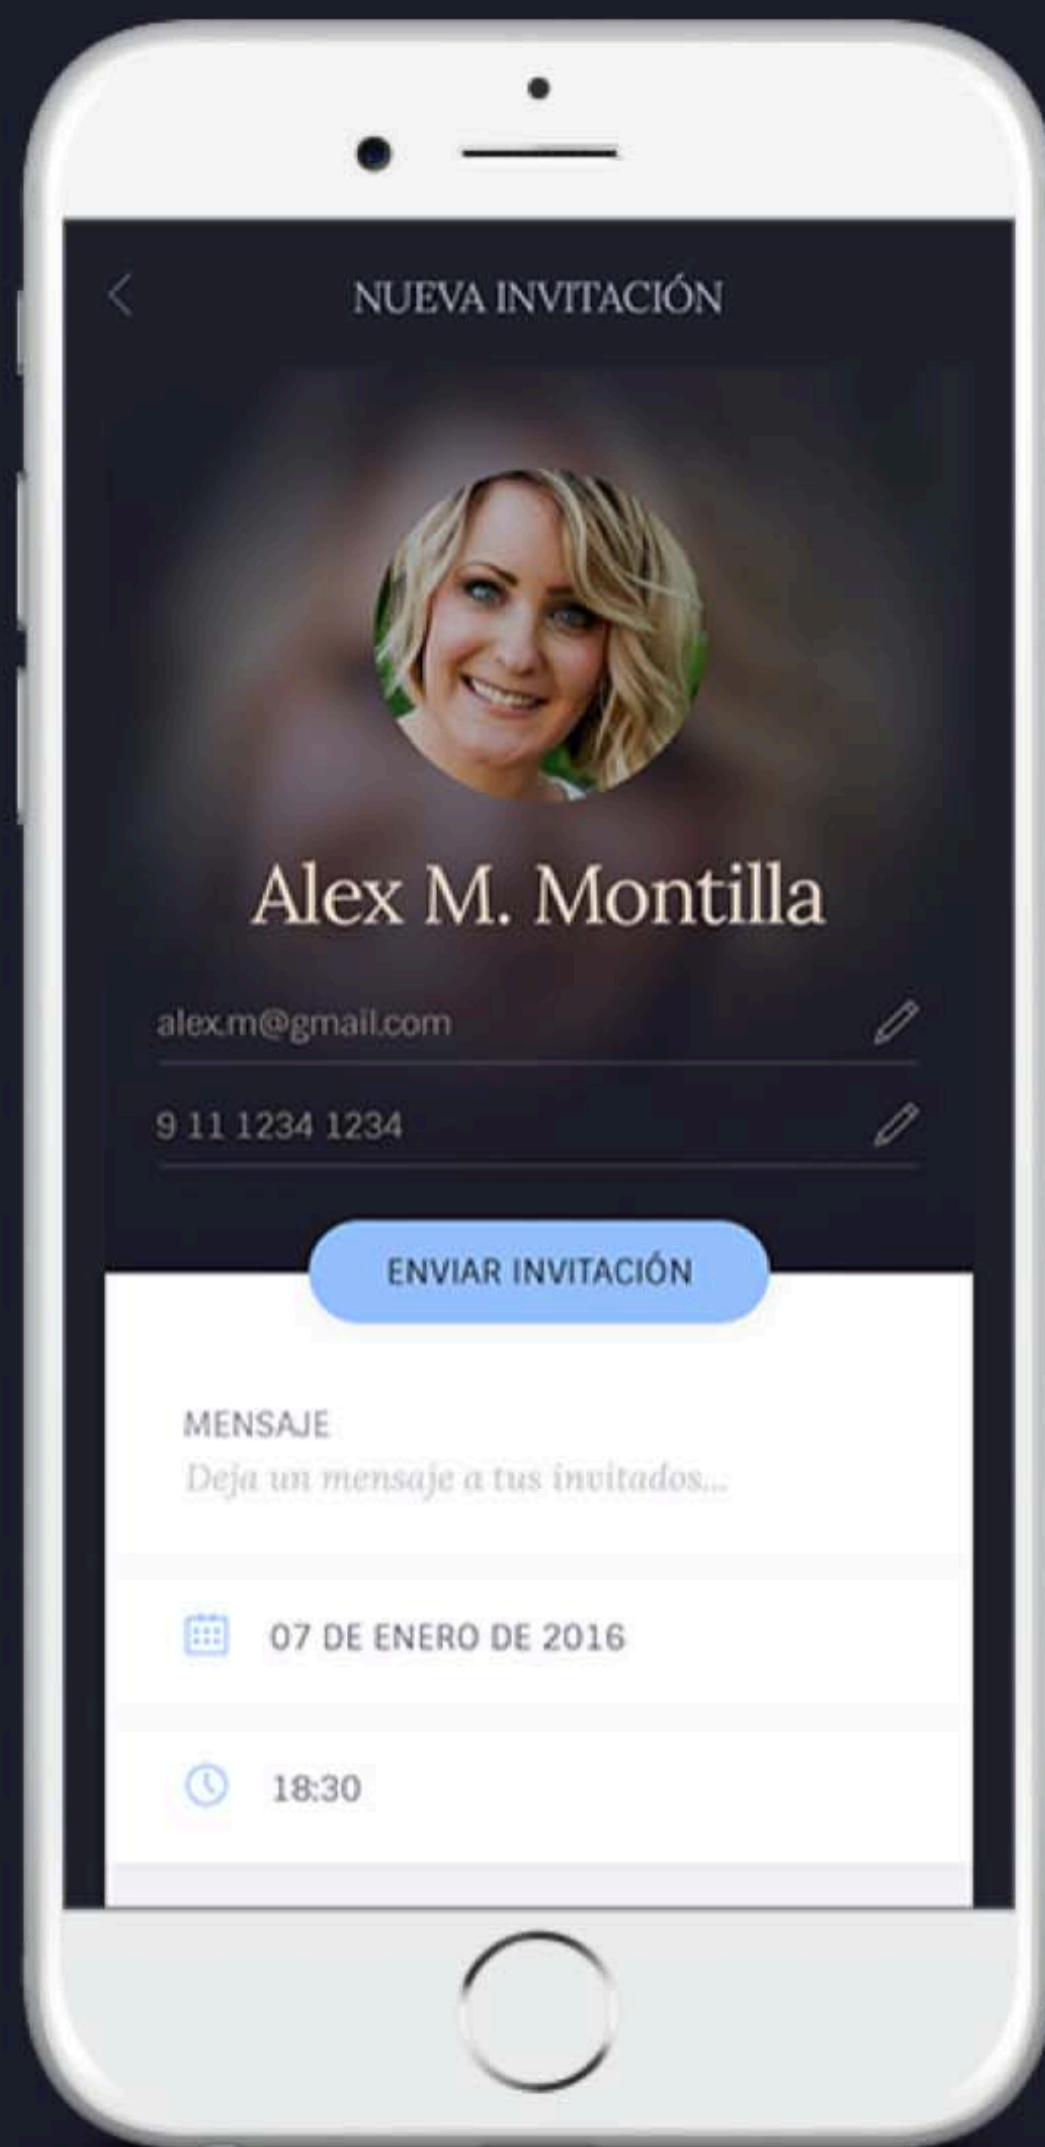 NUEVA INVITACIÓN
Alex M. Montilla
alex.m@gmail.com
9 11 1234 1234
ENVIAR INVITACIÓN
MENSAJE
Deja un mensaje a tus invitados...
07 DE ENERO DE 2016
18:30